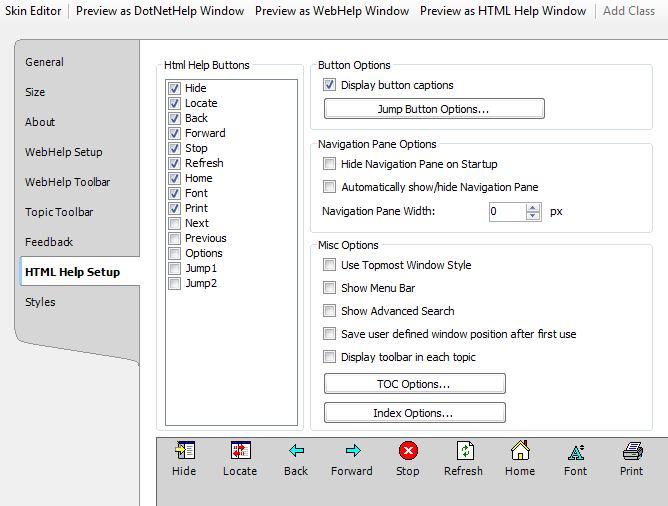 Skin Editor Preview as DotNetHelp Window Preview as WebHelp Window Preview as HTML Help Window Add Class
General
Size
About
WebHelp Setup
WebHelp Toolbar
Topic Toolbar
Feedback
HTML Help Setup
Styles
Html Help Buttons
Hide
Locate
Back
Forward
Stop
Refresh
Home
Font
Print
Next
Previous
Options
Jump1
Jump2
Button Options
Display button captions
Jump Button Options...
Navigation Pane Options
Hide Navigation Pane on Startup
Automatically show/hide Navigation Pane
Navigation Pane Width: 0 px
Misc Options
Use Topmost Window Style
Show Menu Bar
Show Advanced Search
Save user defined window position after first use
Display toolbar in each topic
TOC Options...
Index Options...
Hide Locate Back Forward Stop Refresh Home Font Print